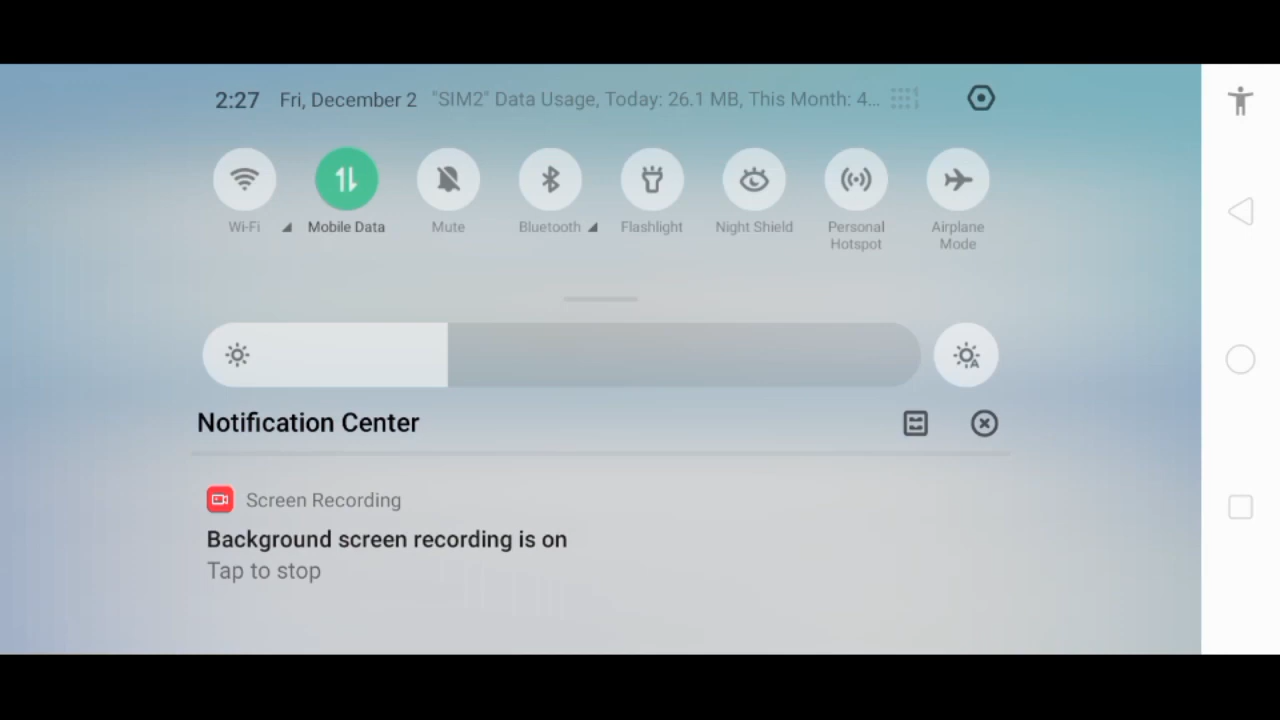 2:27 Fri, December 2 "SIM2" Data Usage, Today: 26.1 MB, This Month: 4...
Wi-Fi Mobile Data Mute Bluetooth Flashlight Night Shield Personal Hotspot Airplane Mode
Notification Center
Screen Recording
Background screen recording is on
Tap to stop